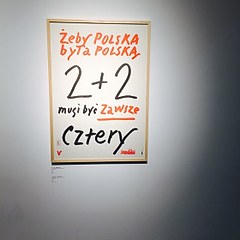 żeby POLSKA
była POLSKĄ
2+2
musi być zawsze
cztery